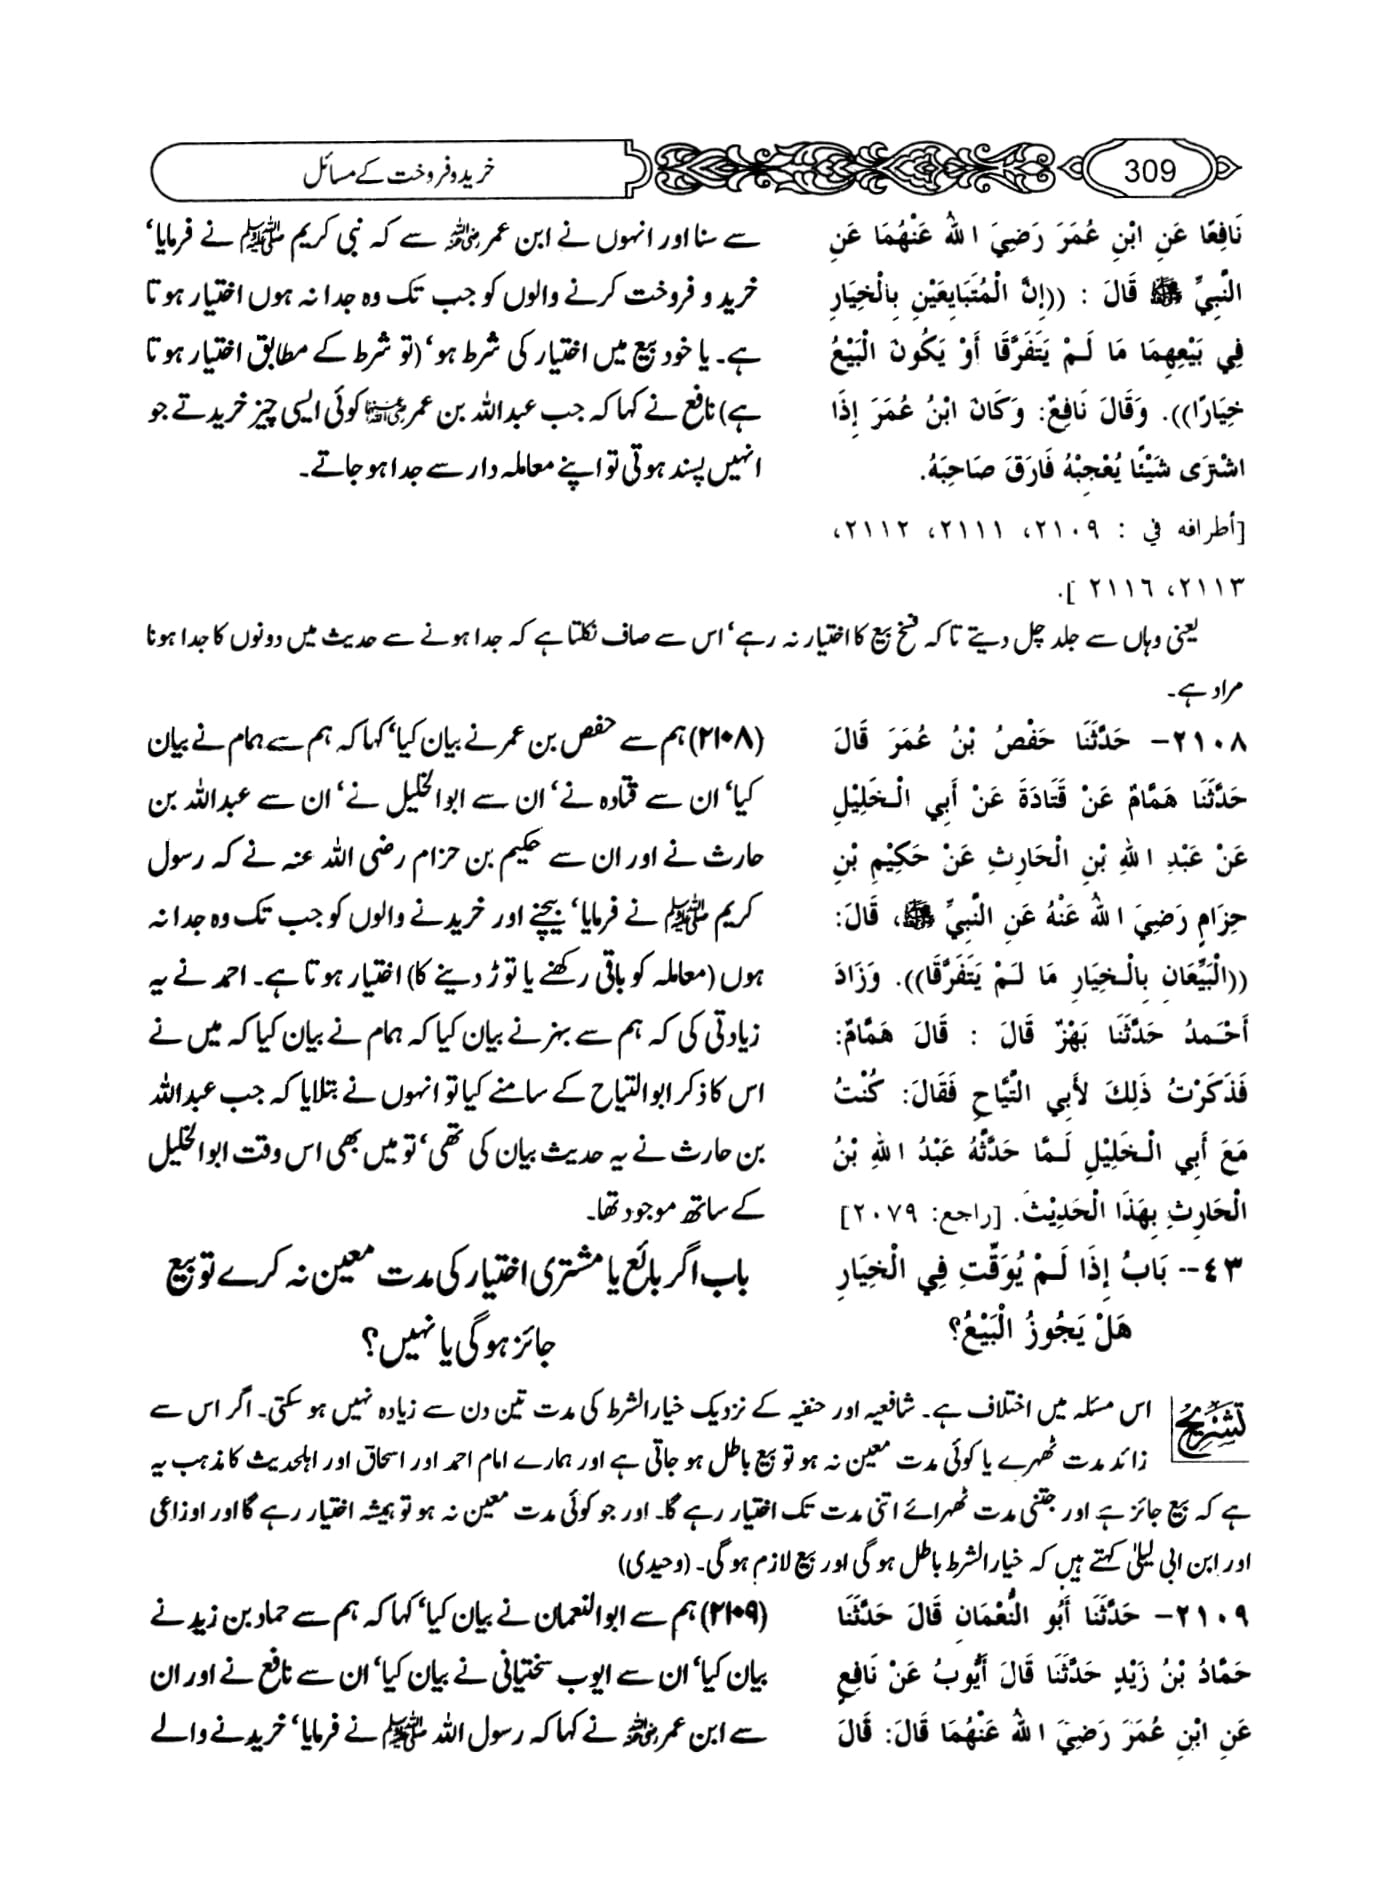 309
خرید و فروخت کے مسائل
نَافِعًا عَنِ ابْنِ عُمَرَ رَضِيَ اللهُ عَنْهُمَا عَنِ
النَّبِيِّ ﷺ قَالَ : ((إِنَّ الْمُتَبَايِعَيْنِ بِالْخِيَارِ
فِي بَيْعِهِمَا مَا لَمْ يَتَفَرَّقَا أَوْ يَكُونَ الْبَيْعُ
خِيَارًا)). وَقَالَ نَافِعٌ: وَكَانَ ابْنُ عُمَرَ إِذَا
اشْتَرَى شَيْئًا يُعْجِبُهُ فَارَقَ صَاحِبَهُ.
[أطرافه في : ٢١٠٩، ٢١١١، ٢١١٢،
٢١١٣، ٢١١٦ ].
سے سنا اور انہوں نے ابن عمر رضی اللہ عنہ سے کہ نبی کریم ﷺ نے فرمایا‘
خرید و فروخت کرنے والوں کو جب تک وہ جدا نہ ہوں اختیار ہوتا
ہے۔ یا خود بیع میں اختیار کی شرط ہو‘ (تو شرط کے مطابق اختیار ہوتا
ہے) نافع نے کہا کہ جب عبداللہ بن عمر رضی اللہ عنہما کوئی ایسی چیز خریدتے جو
انہیں پسند ہوتی تو اپنے معاملہ دار سے جدا ہو جاتے۔
یعنی وہاں سے جلد چل دیتے تاکہ فسخ بیع کا اختیار نہ رہے‘ اس سے صاف نکلتا ہے کہ جدا ہونے سے حدیث میں دونوں کا جدا ہونا
مراد ہے۔
٢١٠٨– حَدَّثَنَا حَفْصُ بْنُ عُمَرَ قَالَ
حَدَّثَنَا هَمَّامٌ عَنْ قَتَادَةَ عَنْ أَبِي الْخَلِيْلِ
عَنْ عَبْدِ اللهِ بْنِ الْحَارِثِ عَنْ حَكِيْمِ بْنِ
حِزَامٍ رَضِيَ اللهُ عَنْهُ عَنِ النَّبِيِّ ﷺ، قَالَ:
((الْبَيِّعَانِ بِالْخِيَارِ مَا لَمْ يَتَفَرَّقَا)). وَزَادَ
أَحْمَدُ حَدَّثَنَا بَهْزٌ قَالَ : قَالَ هَمَّامٌ:
فَذَكَرْتُ ذَلِكَ لأَبِي التَّيَّاحِ فَقَالَ: كُنْتُ
مَعَ أَبِي الْخَلِيْلِ لَمَّا حَدَّثَهُ عَبْدُ اللهِ بْنُ
الْحَارِثِ بِهَذَا الْحَدِيْثَ. [راجع: ٢٠٧٩]
(۲۱۰۸) ہم سے حفص بن عمر نے بیان کیا‘ کہا کہ ہم سے ہمام نے بیان
کیا‘ ان سے قتادہ نے‘ ان سے ابوالخلیل نے‘ ان سے عبداللہ بن
حارث نے اور ان سے حکیم بن حزام رضی اللہ عنہ نے کہ رسول
کریم ﷺ نے فرمایا‘ بیچنے اور خریدنے والوں کو جب تک وہ جدا نہ
ہوں (معاملہ کو باقی رکھنے یا توڑ دینے کا) اختیار ہوتا ہے۔ احمد نے یہ
زیادتی کی کہ ہم سے بہز نے بیان کیا کہ ہمام نے بیان کیا کہ میں نے
اس کا ذکر ابوالتیاح کے سامنے کیا تو انہوں نے بتلایا کہ جب عبداللہ
بن حارث نے یہ حدیث بیان کی تھی‘ تو میں بھی اس وقت ابوالخلیل
کے ساتھ موجود تھا۔
٤٣-- بَابُ إِذَا لَمْ يُوَقِّتِ فِي الْخِيَارِ
هَلْ يَجُوزُ الْبَيْعُ؟
باب اگر بائع یا مشتری اختیار کی مدت معین نہ کرے تو بیع
جائز ہوگی یا نہیں؟
تشریح
اس مسئلہ میں اختلاف ہے۔ شافعیہ اور حنفیہ کے نزدیک خیار الشرط کی مدت تین دن سے زیادہ نہیں ہو سکتی۔ اگر اس سے
زائد مدت ٹھہرے یا کوئی مدت معین نہ ہو تو بیع باطل ہو جاتی ہے اور ہمارے امام احمد اور اسحاق اور اہلحدیث کا مذہب یہ
ہے کہ بیع جائز ہے اور جتنی مدت ٹھہرائے اتنی مدت تک اختیار رہے گا۔ اور جو کوئی مدت معین نہ ہو تو ہمیشہ اختیار رہے گا اور اوزاعی
اور ابن ابی لیلیٰ کہتے ہیں کہ خیار الشرط باطل ہوگی اور بیع لازم ہوگی۔ (وحیدی)
٢١٠٩– حَدَّثَنَا أَبُو النُّعْمَانِ قَالَ حَدَّثَنَا
حَمَّادُ بْنُ زَيْدٍ حَدَّثَنَا قَالَ أَيُّوبُ عَنْ نَافِعٍ
عَنِ ابْنِ عُمَرَ رَضِيَ اللهُ عَنْهُمَا قَالَ: قَالَ
(۲۱۰۹) ہم سے ابوالنعمان نے بیان کیا‘ کہا کہ ہم سے حماد بن زید نے
بیان کیا‘ ان سے ایوب سختیانی نے بیان کیا‘ ان سے نافع نے اور ان
سے ابن عمر رضی اللہ عنہ نے کہا کہ رسول اللہ ﷺ نے فرمایا‘ خریدنے والے